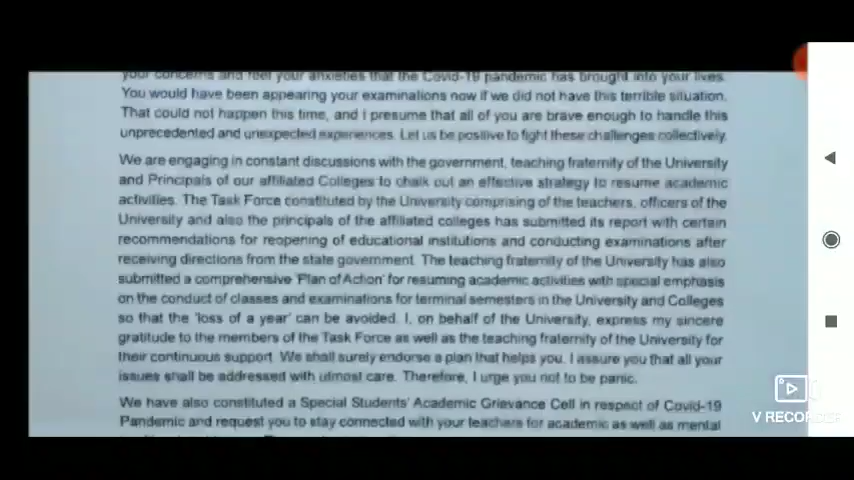 your concerns and feel your anxieties that the Covid-19 pandemic has brought into your lives.
You would have been appearing your examinations now if we did not have this terrible situation.
That could not happen this time, and I presume that all of you are brave enough to handle this
unprecedented and unexpected experiences. Let us be positive to fight these challenges collectively.
We are engaging in constant discussions with the government, teaching fraternity of the University
and Principals of our affiliated Colleges to chalk out an effective strategy to resume academic
activities. The Task Force constituted by the University comprising of the teachers, officers of the
University and also the principals of the affiliated colleges has submitted its report with certain
recommendations for reopening of educational institutions and conducting examinations after
receiving directions from the state government. The teaching fraternity of the University has also
submitted a comprehensive 'Plan of Action' for resuming academic activities with special emphasis
on the conduct of classes and examinations for terminal semesters in the University and Colleges
so that the 'loss of a year' can be avoided. I, on behalf of the University, express my sincere
gratitude to the members of the Task Force as well as the teaching fraternity of the University for
their continuous support. We shall surely endorse a plan that helps you. I assure you that all your
issues shall be addressed with utmost care. Therefore, I urge you not to be panic.
We have also constituted a Special Students' Academic Grievance Cell in respect of Covid-19
Pandemic and request you to stay connected with your teachers for academic as well as mental
V RECORDER